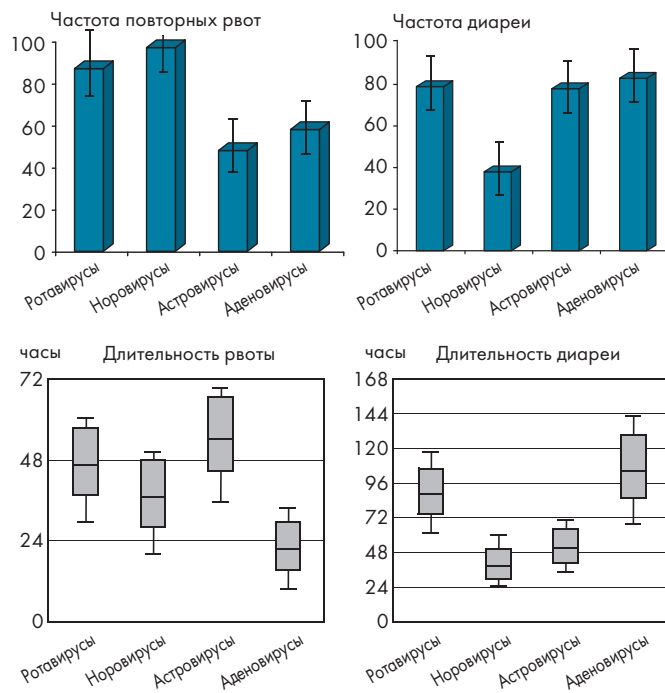 Частота повторных рвот
100
80
60
40
20
0
Ротавирусы
Норовирусы
Астровирусы
Аденовирусы
Частота диареи
100
80
60
40
20
0
Ротавирусы
Норовирусы
Астровирусы
Аденовирусы
часы Длительность рвоты
72
48
24
0
Ротавирусы
Норовирусы
Астровирусы
Аденовирусы
часы Длительность диареи
168
144
120
96
72
48
24
0
Ротавирусы
Норовирусы
Астровирусы
Аденовирусы